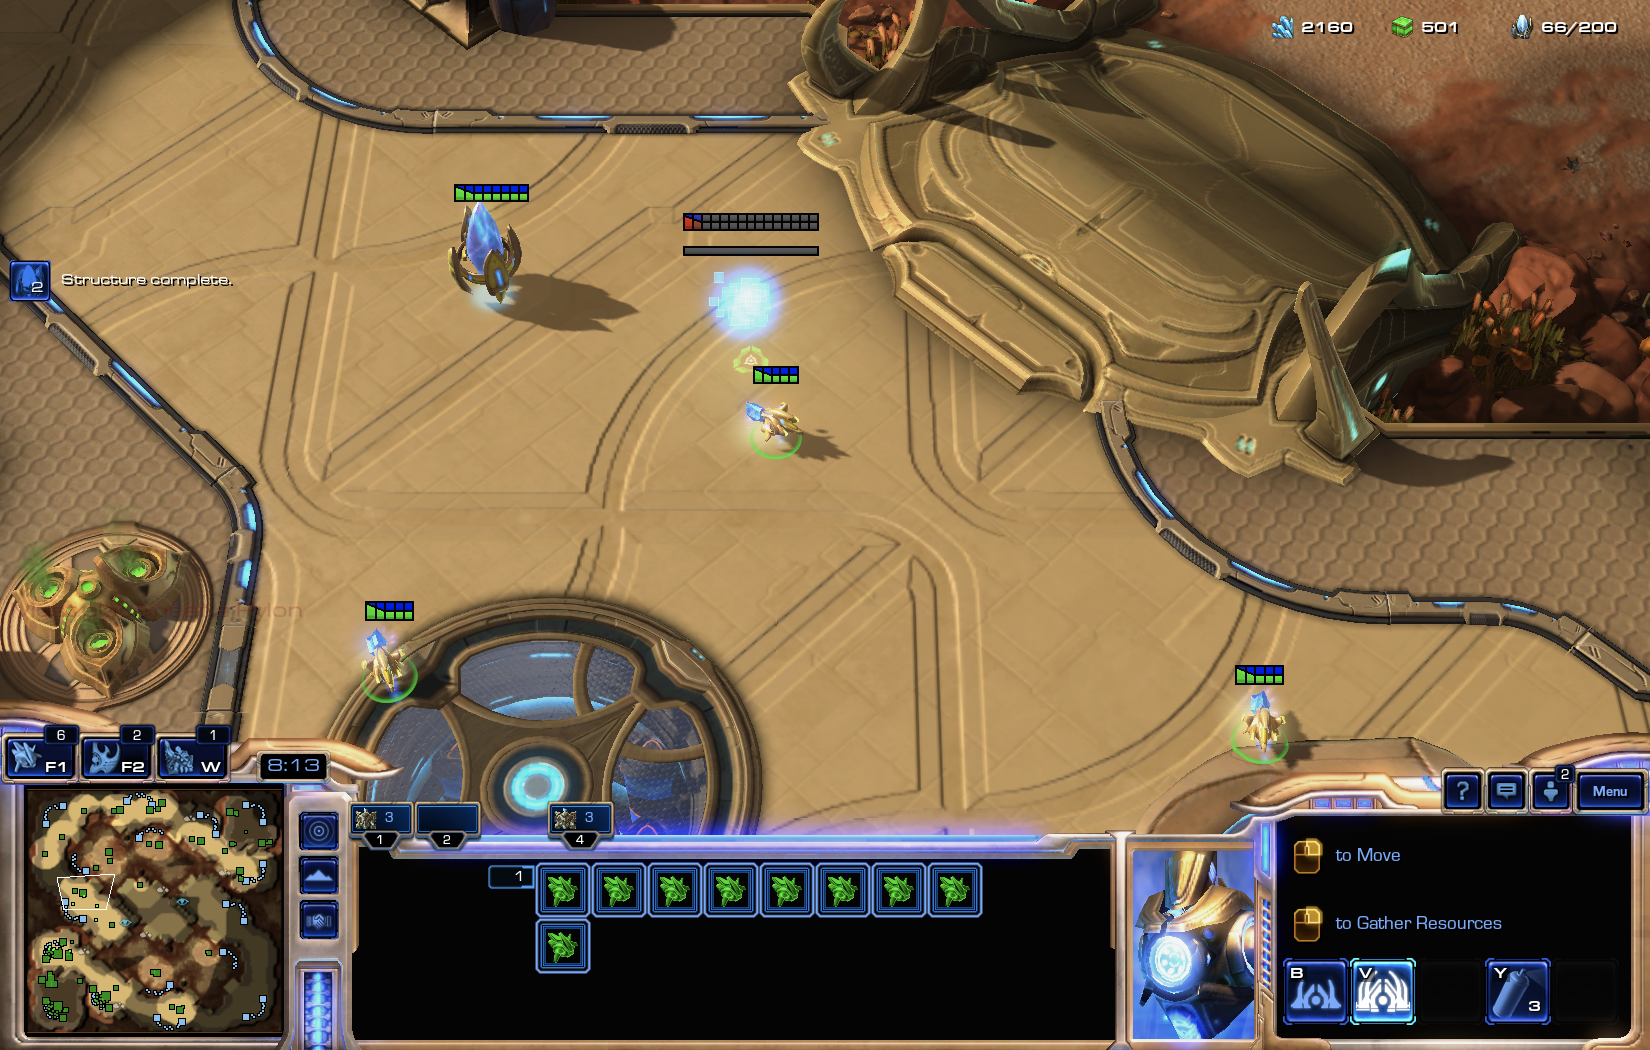 2160 501 66/200
2 Structure complete.
6 2 1
F1 F2 W
8:13
2
? Menu
3 3
1 2 4
1
to Move
to Gather Resources
B V Y
3